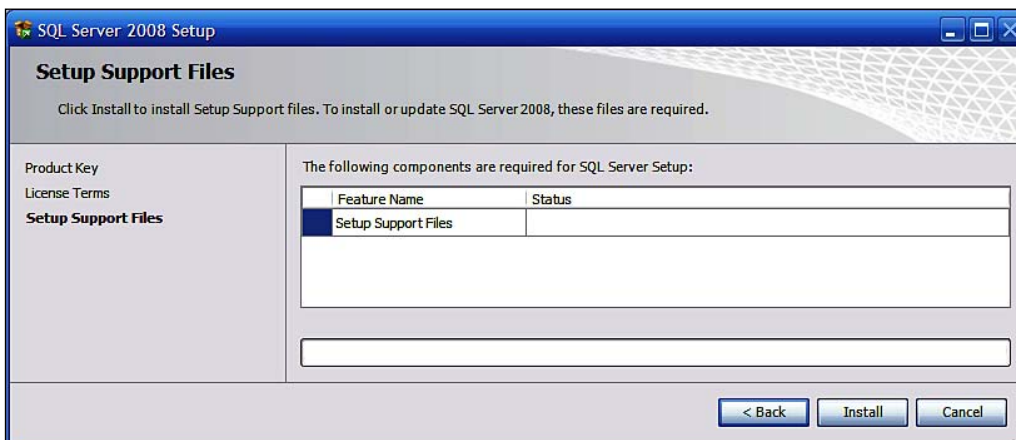 SQL Server 2008 Setup
Setup Support Files
Click Install to install Setup Support files. To install or update SQL Server 2008, these files are required.
Product Key
License Terms
Setup Support Files
The following components are required for SQL Server Setup:
Feature Name Status
Setup Support Files
< Back Install Cancel